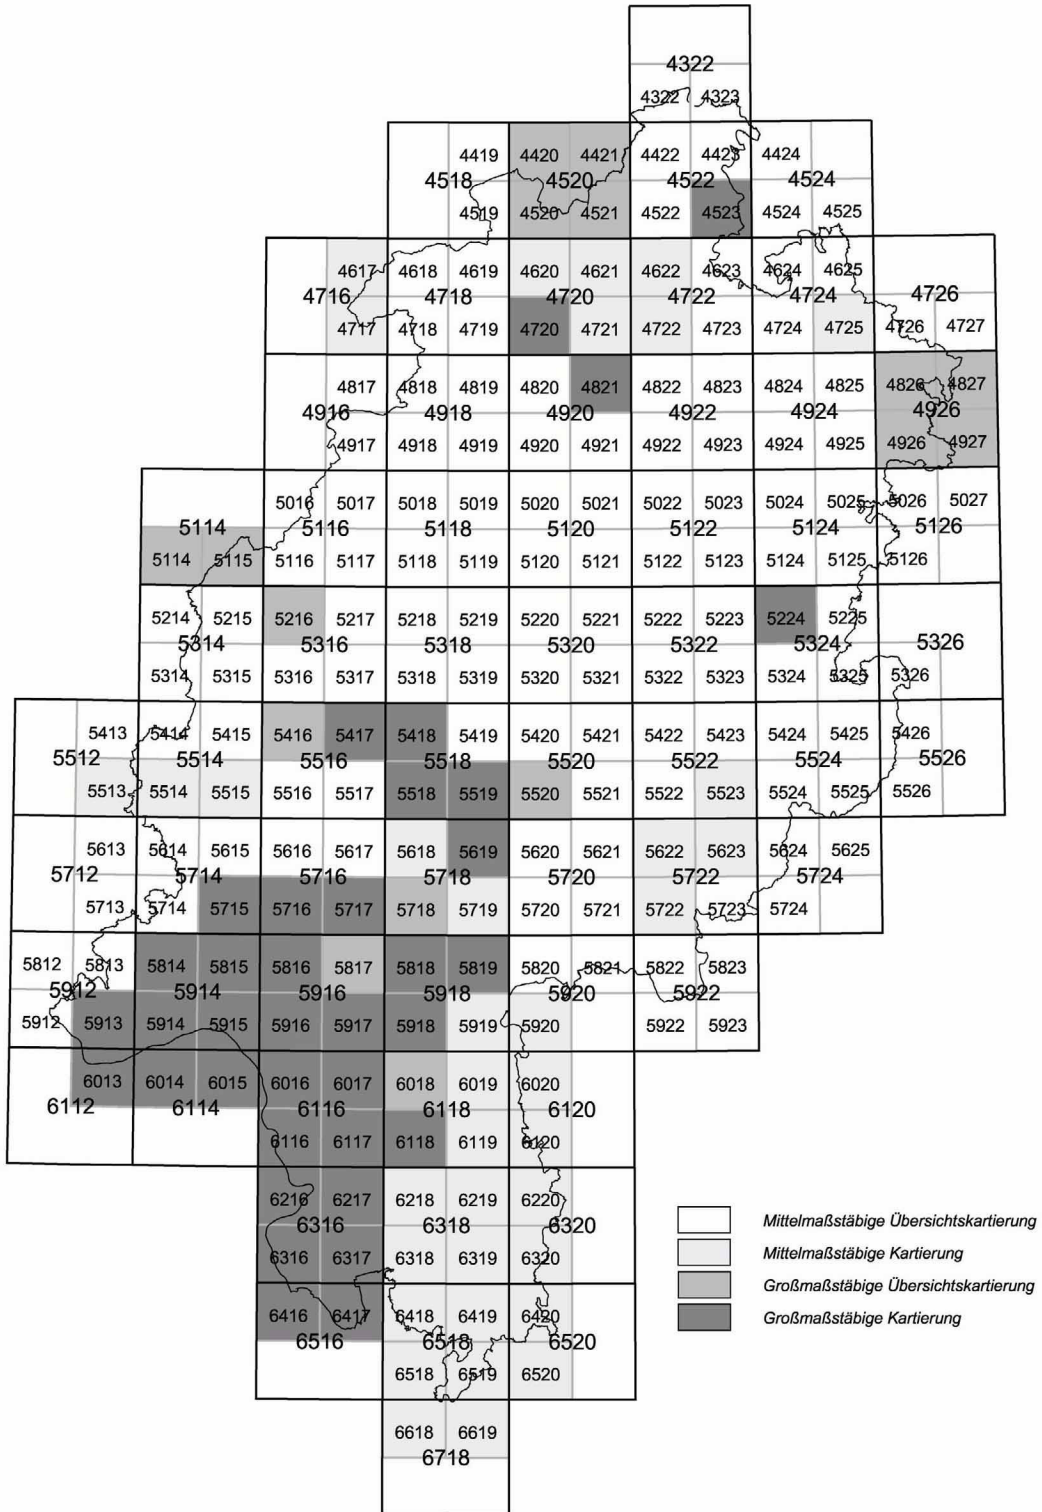 4322
4322 4323
4419 4420 4421 4422 4423 4424
4518 4520 4522 4524
4519 4520 4521 4522 4523 4524 4525
4617 4618 4619 4620 4621 4622 4623 4624 4625
4716 4718 4720 4722 4724 4726
4717 4718 4719 4720 4721 4722 4723 4724 4725 4726 4727
4817 4818 4819 4820 4821 4822 4823 4824 4825 4826 4827
4916 4918 4920 4922 4924 4926
4917 4918 4919 4920 4921 4922 4923 4924 4925 4926 4927
5016 5017 5018 5019 5020 5021 5022 5023 5024 5025 5026 5027
5114 5116 5118 5120 5122 5124 5126
5114 5115 5116 5117 5118 5119 5120 5121 5122 5123 5124 5125 5126
5214 5215 5216 5217 5218 5219 5220 5221 5222 5223 5224 5225
5314 5316 5318 5320 5322 5324 5326
5314 5315 5316 5317 5318 5319 5320 5321 5322 5323 5324 5325 5326
5413 5414 5415 5416 5417 5418 5419 5420 5421 5422 5423 5424 5425 5426
5512 5514 5516 5518 5520 5522 5524 5526
5513 5514 5515 5516 5517 5518 5519 5520 5521 5522 5523 5524 5525 5526
5613 5614 5615 5616 5617 5618 5619 5620 5621 5622 5623 5624 5625
5712 5714 5716 5718 5720 5722 5724
5713 5714 5715 5716 5717 5718 5719 5720 5721 5722 5723 5724
5812 5813 5814 5815 5816 5817 5818 5819 5820 5821 5822 5823
5912 5914 5916 5918 5920 5922
5912 5913 5914 5915 5916 5917 5918 5919 5920 5922 5923
6013 6014 6015 6016 6017 6018 6019 6020
6112 6114 6116 6118 6120
6116 6117 6118 6119 6120
6216 6217 6218 6219 6220
6316 6318 6320
6316 6317 6318 6319 6320
6416 6417 6418 6419 6420
6516 6518 6520
6518 6519 6520
6618 6619
6718
Mittelmaßstäbige Übersichtskartierung
Mittelmaßstäbige Kartierung
Großmaßstäbige Übersichtskartierung
Großmaßstäbige Kartierung